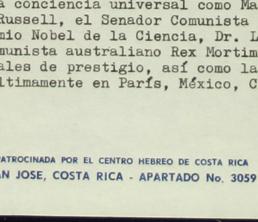 a conciencia universal como Ma
Russell, el Senador Comunista
mio Nobel de la Ciencia, Dr. L
munista australiano Rex Mortim
ales de prestigio, así como la
ltimamente en París, México, C
PATROCINADA POR EL CENTRO HEBREO DE COSTA RICA
AN JOSE, COSTA RICA - APARTADO No. 3059